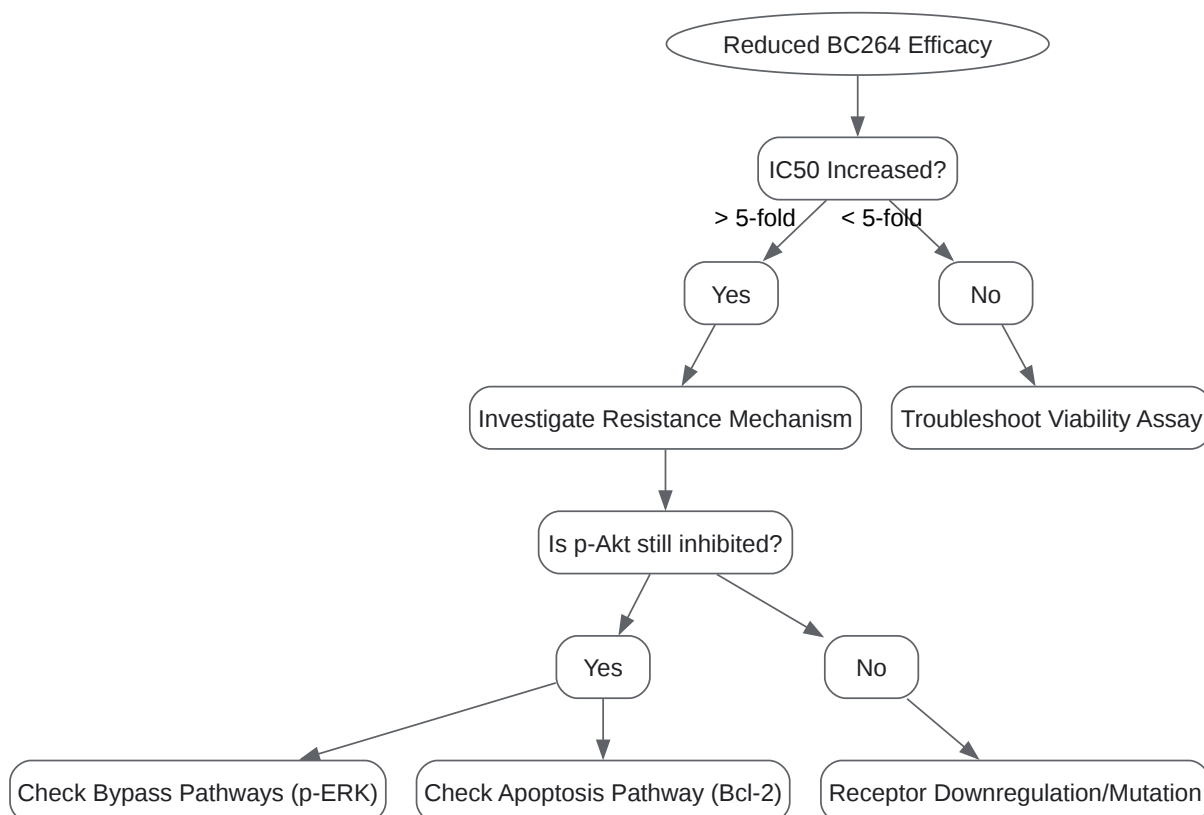 Reduced BC264 Efficacy
IC50 Increased?
> 5-fold
< 5-fold
Yes
No
Investigate Resistance Mechanism
Troubleshoot Viability Assay
Is p-Akt still inhibited?
Yes
No
Check Bypass Pathways (p-ERK)
Check Apoptosis Pathway (Bcl-2)
Receptor Downregulation/Mutation